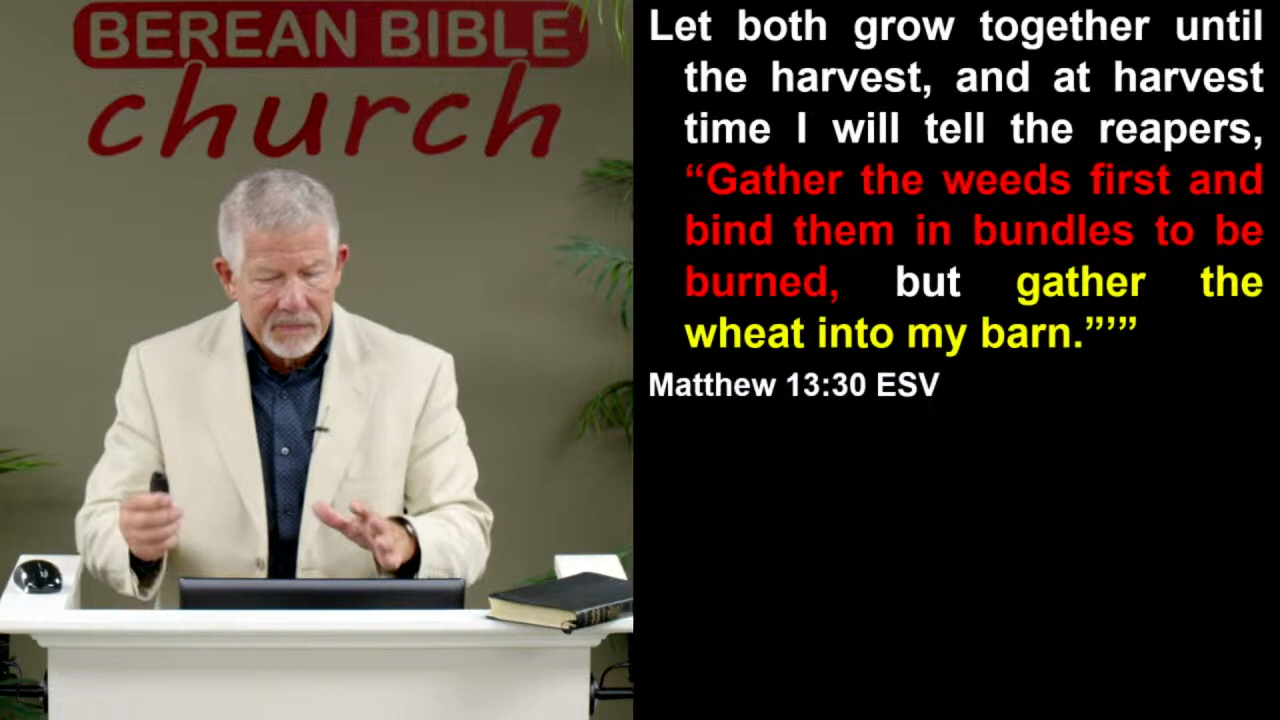 BEREAN BIBLE
church
Let both grow together until
the harvest, and at harvest
time I will tell the reapers,
“Gather the weeds first and
bind them in bundles to be
burned, but gather the
wheat into my barn.”’”
Matthew 13:30 ESV